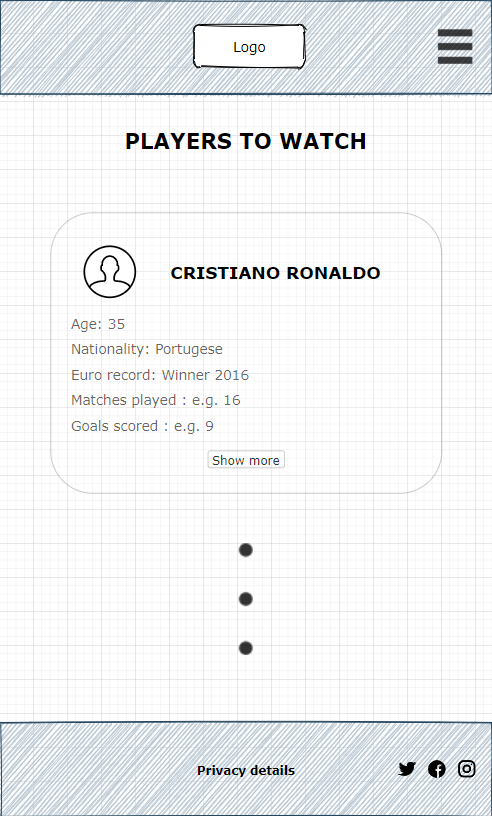 Logo
PLAYERS TO WATCH
CRISTIANO RONALDO
Age: 35
Nationality: Portugese
Euro record: Winner 2016
Matches played : e.g. 16
Goals scored : e.g. 9
Show more
Privacy details